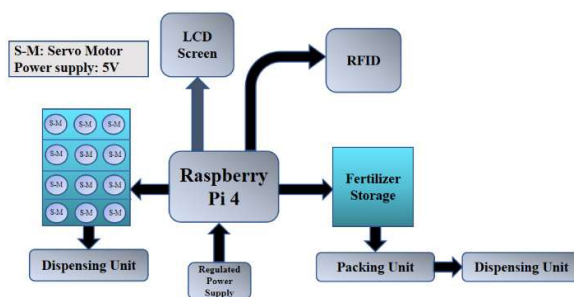 S-M: Servo Motor
Power supply: 5V
LCD
Screen
RFID
S-M S-M S-M
S-M S-M S-M
S-M S-M S-M
S-M S-M S-M
Raspberry
Pi 4
Fertilizer
Storage
Dispensing Unit
Regulated
Power
Supply
Packing Unit
Dispensing Unit